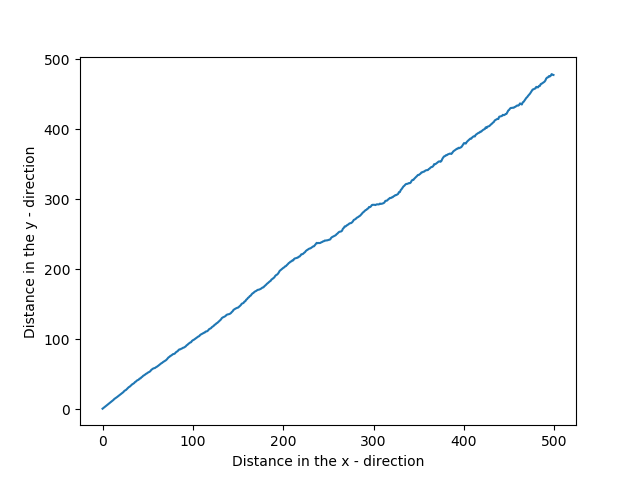 500
400
300
200
100
0
Distance in the y - direction
0 100 200 300 400 500
Distance in the x - direction